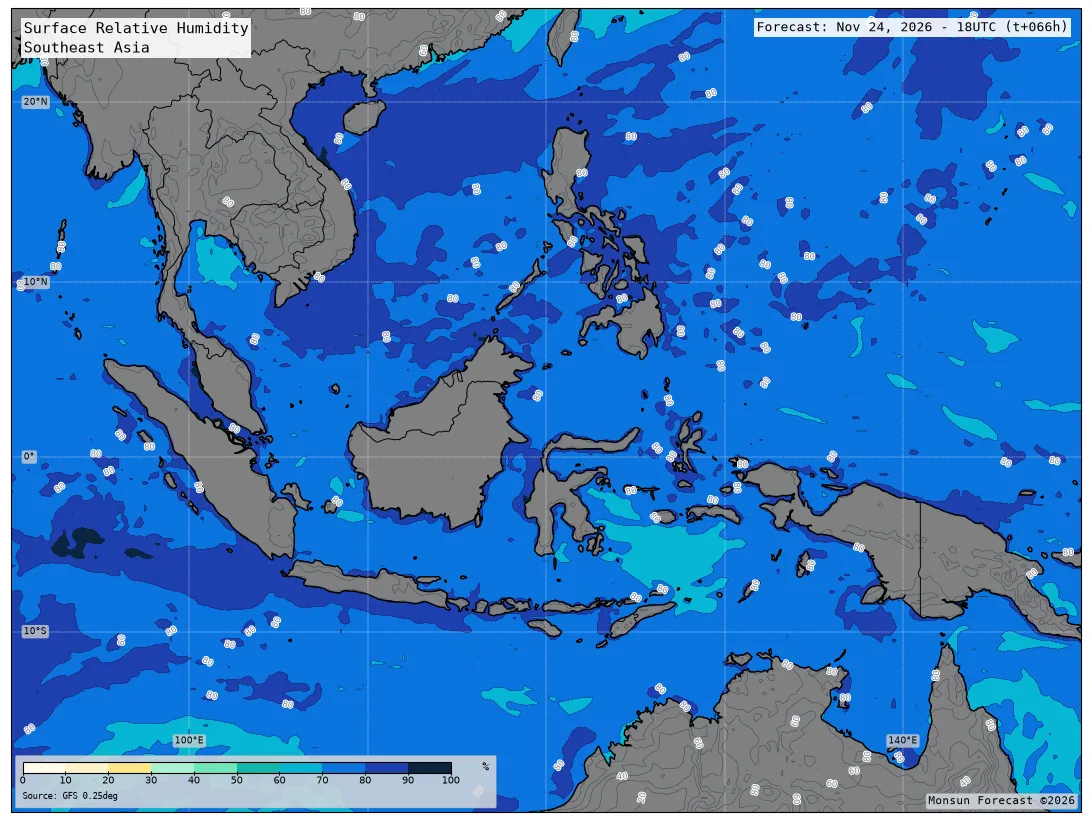 Surface Relative Humidity
Southeast Asia
Forecast: Nov 24, 2026 - 18UTC (t+066h)
20°N
10°N
0°
10°S
100°E
140°E
0 10 20 30 40 50 60 70 80 90 100
%
Source: GFS 0.25deg
Monsun Forecast ©2026